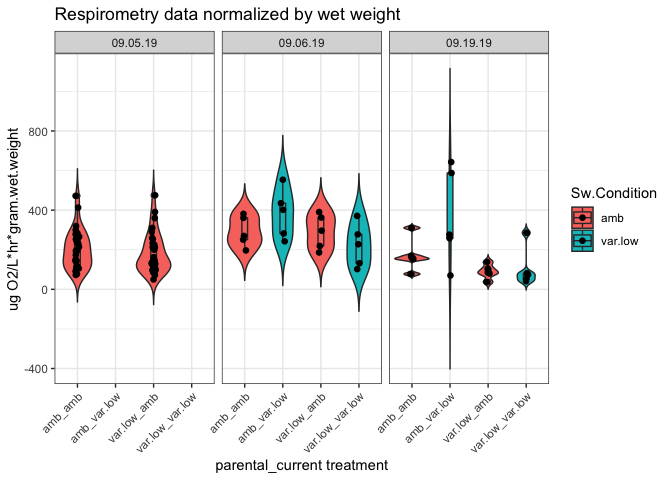 Respirometry data normalized by wet weight
09.05.19
09.06.19
09.19.19
ug O2/L*hr*gram.wet.weight
800
400
0
-400
amb_amb
amb_var.low
var.low_amb
var.low_var.low
amb_amb
amb_var.low
var.low_amb
var.low_var.low
amb_amb
amb_var.low
var.low_amb
var.low_var.low
parental_current treatment
Sw.Condition
amb
var.low